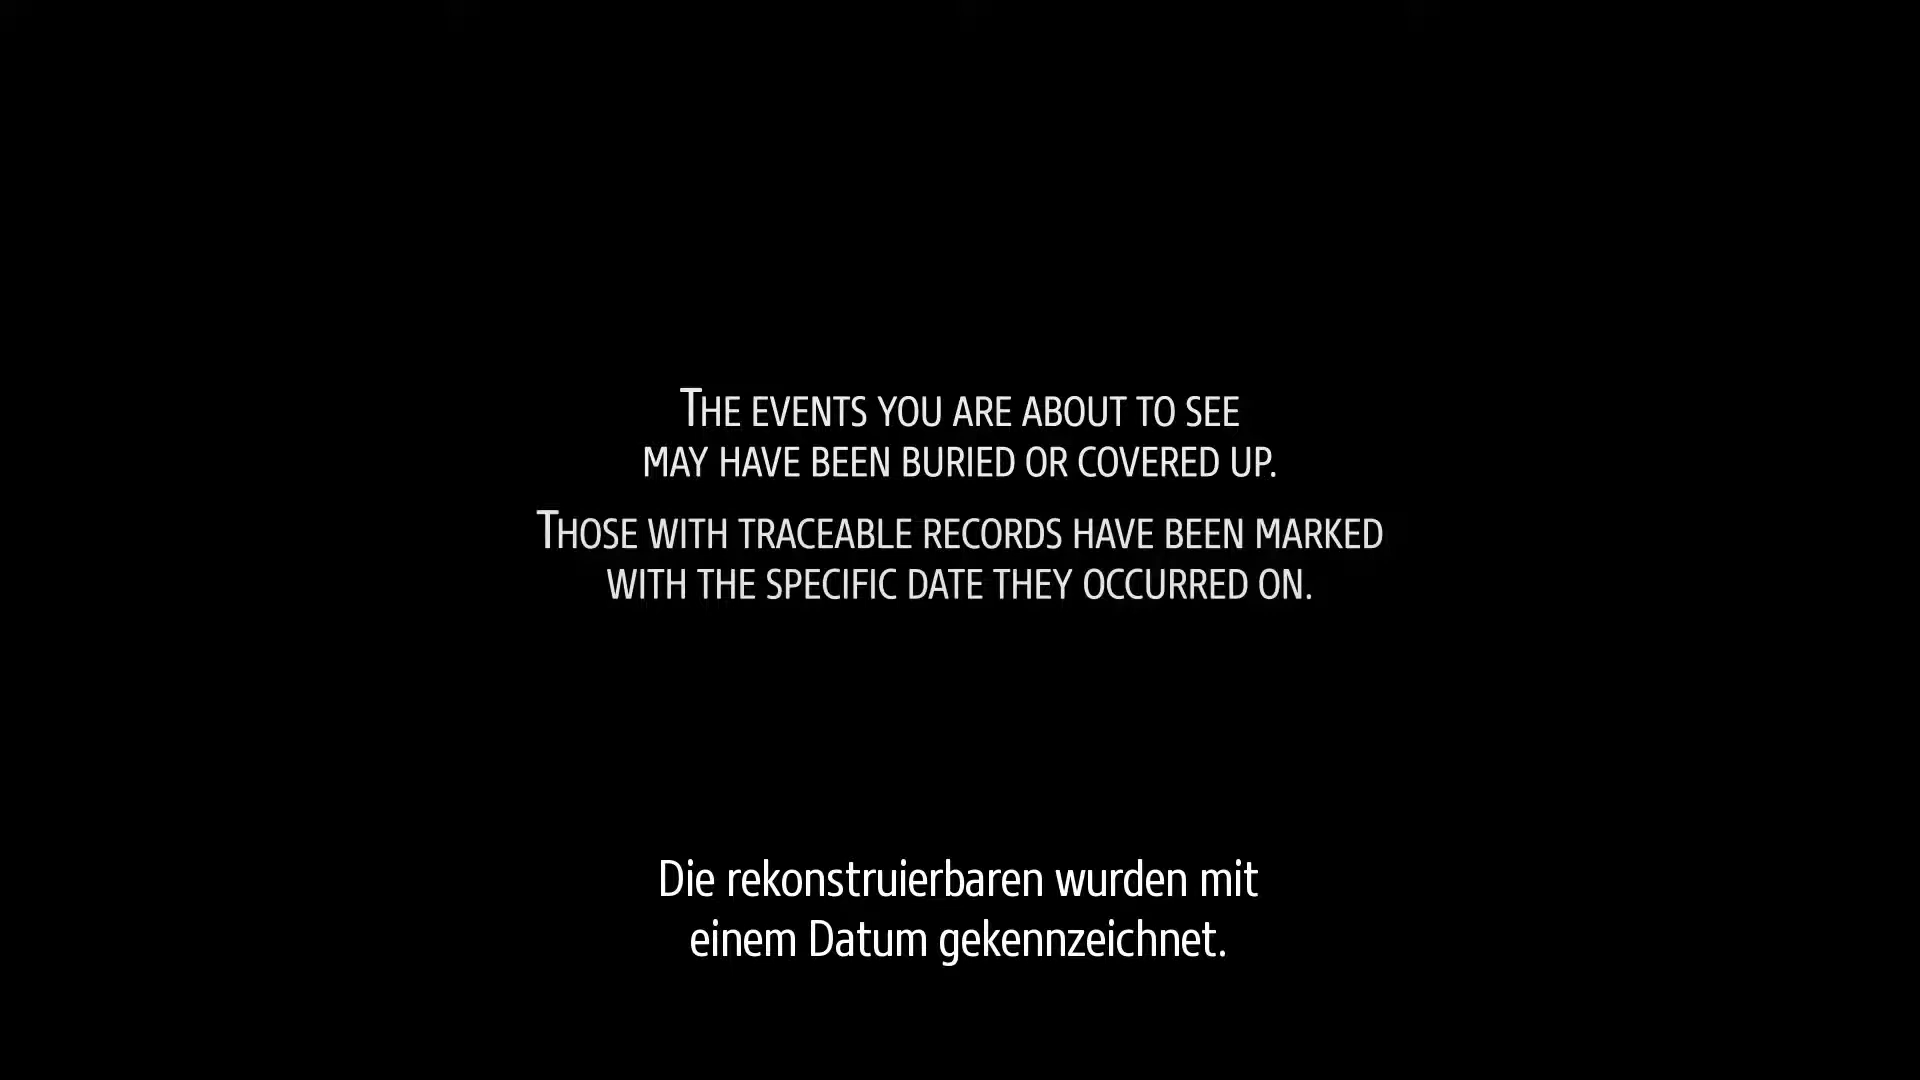 THE EVENTS YOU ARE ABOUT TO SEE
MAY HAVE BEEN BURIED OR COVERED UP.
THOSE WITH TRACEABLE RECORDS HAVE BEEN MARKED
WITH THE SPECIFIC DATE THEY OCCURRED ON.
Die rekonstruierbaren wurden mit
einem Datum gekennzeichnet.